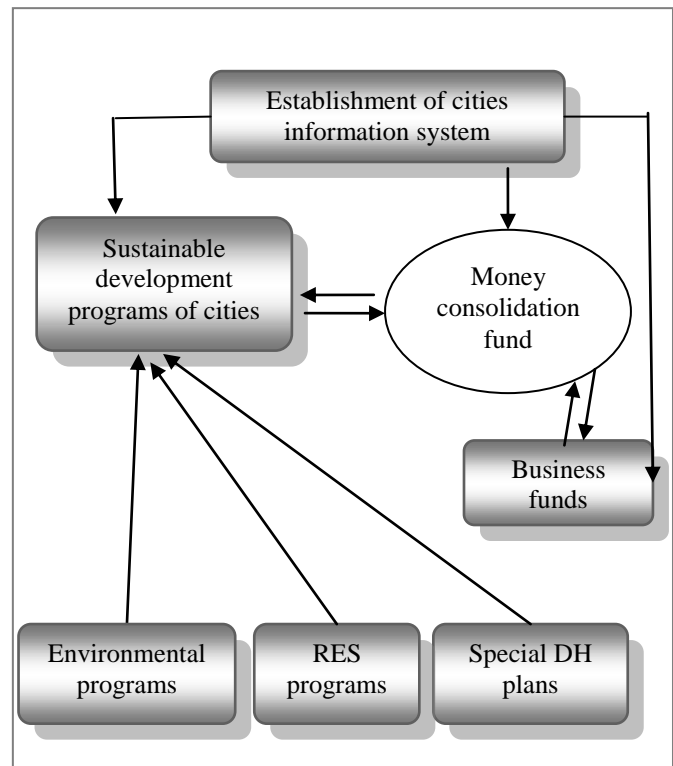 Establishment of cities
information system
Sustainable
development
programs of cities
Money
consolidation
fund
Business
funds
Environmental
programs
RES
programs
Special DH
plans